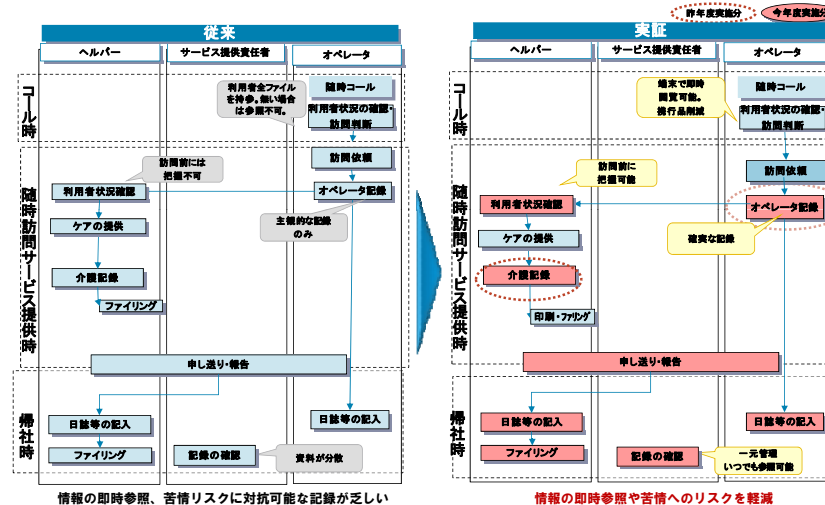 従来
ヘルパー
サービス提供責任者
オペレータ
コール時
随時コール
利用者全ファイル
を持参。無い場合
は参照不可。
利用者状況の確認・
訪問判断
随時訪問サービス提供時
訪問依頼
訪問前には
把握不可
利用者状況確認
オペレータ記録
主観的な記録
のみ
ケアの提供
介護記録
ファイリング
申し送り・報告
帰社時
日誌等の記入
日誌等の記入
ファイリング
記録の確認
資料が分散
情報の即時参照、苦情リスクに対抗可能な記録が乏しい
昨年度実施分
今年度実施分
実証
ヘルパー
サービス提供責任者
オペレータ
コール時
随時コール
端末で即時
閲覧可能。
携行品削減
利用者状況の確認・
訪問判断
随時訪問サービス提供時
訪問依頼
訪問前に
把握可能
利用者状況確認
オペレータ記録
確実な記録
ケアの提供
介護記録
印刷・ファリング
申し送り・報告
帰社時
日誌等の記入
日誌等の記入
ファイリング
記録の確認
一元管理
いつでも参照可能
情報の即時参照や苦情へのリスクを軽減